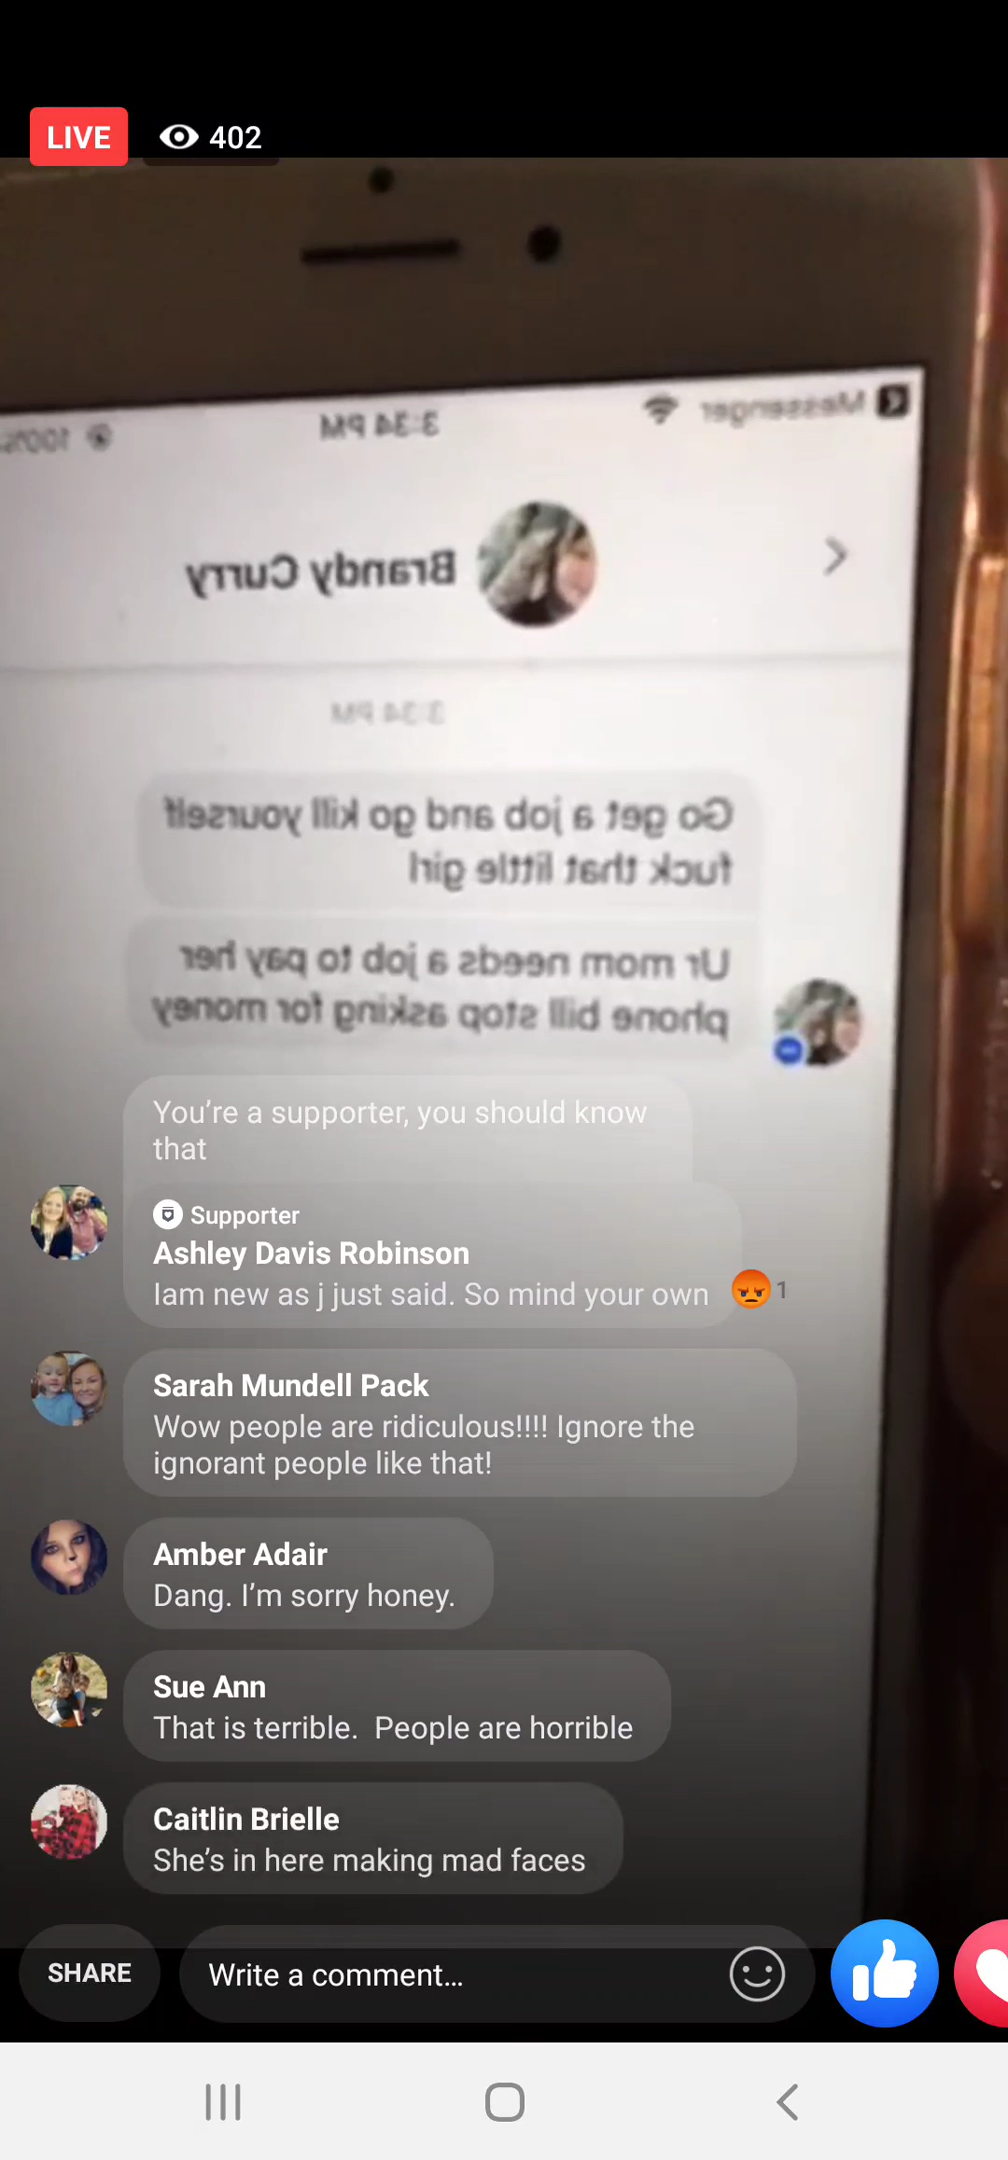 LIVE 402
Messenger 3:34 PM 100%
Brandy Curry
3:34 PM
Go get a job and go kill yourself
fuck that little girl
Ur mom needs a job to pay her
phone bill stop asking for money
You’re a supporter, you should know
that
Supporter
Ashley Davis Robinson
Iam new as j just said. So mind your own
1
Sarah Mundell Pack
Wow people are ridiculous!!!! Ignore the
ignorant people like that!
Amber Adair
Dang. I’m sorry honey.
Sue Ann
That is terrible.  People are horrible
Caitlin Brielle
She’s in here making mad faces
SHARE Write a comment...